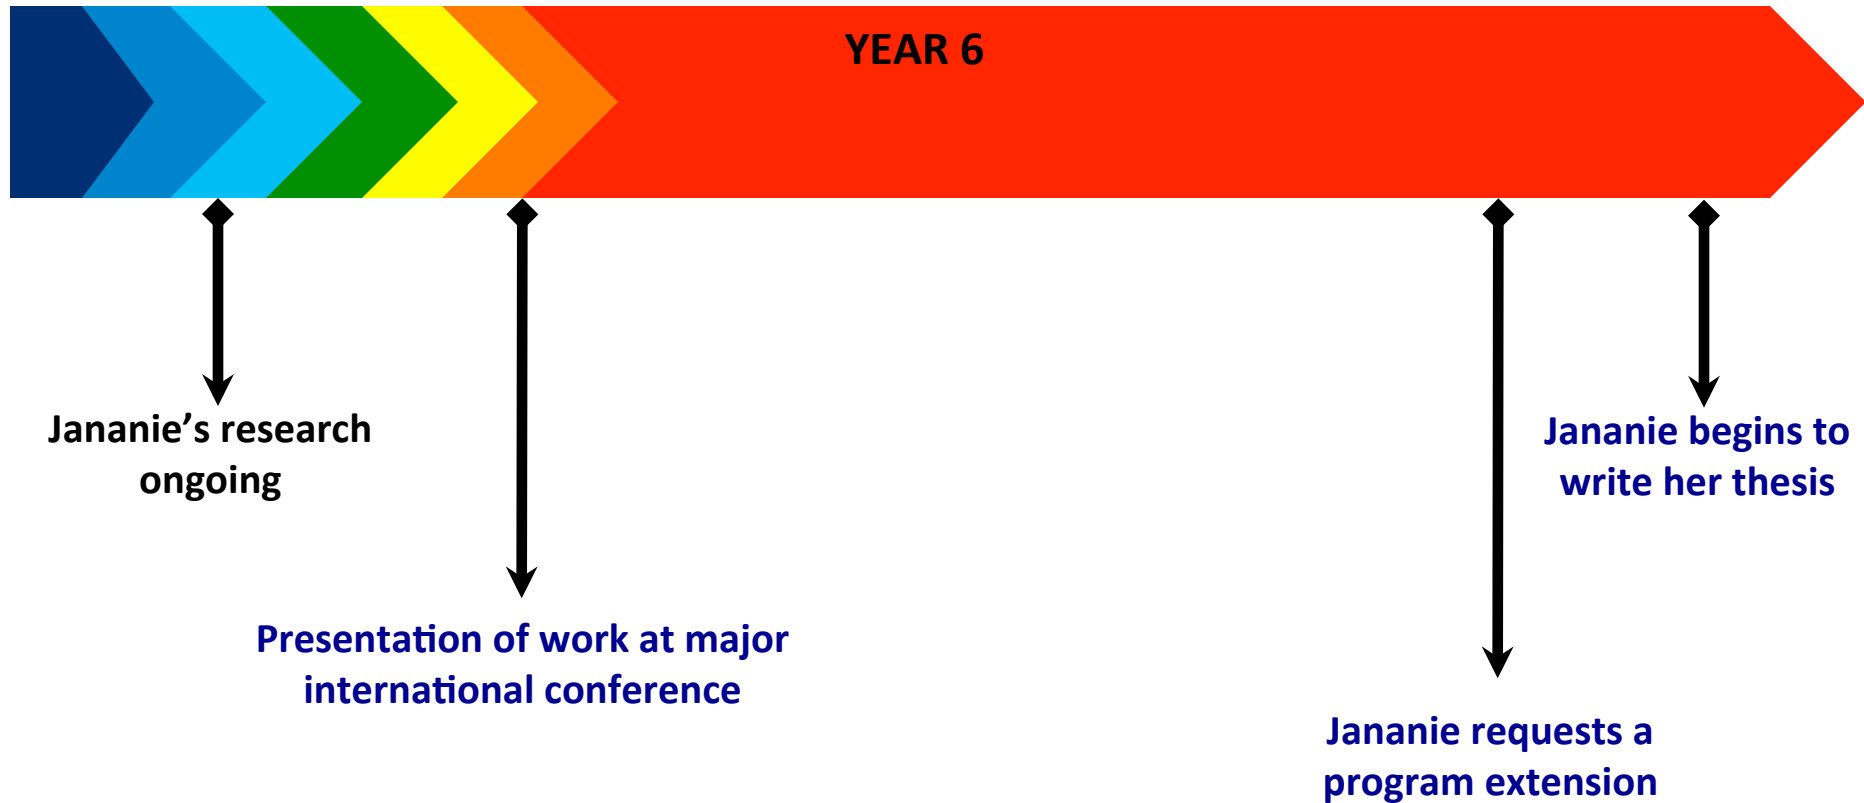 YEAR 6
Jananie’s research
ongoing
Presentation of work at major
international conference
Jananie requests a
program extension
Jananie begins to
write her thesis